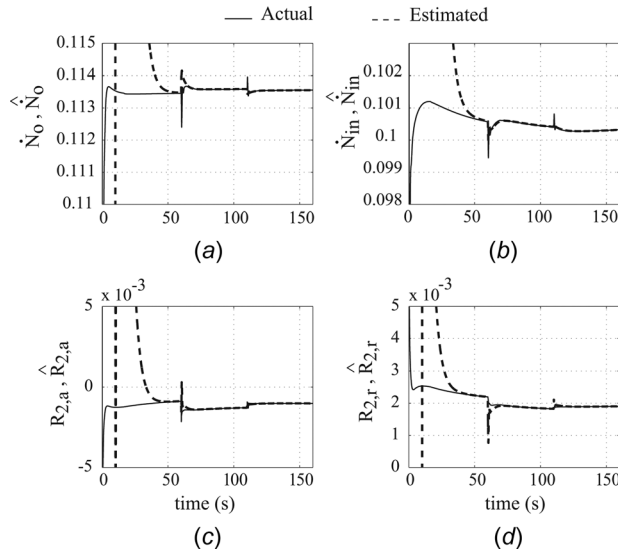 Actual Estimated
0.115
0.114
0.113
0.112
0.111
0.11
0 50 100 150
Ṅo , N̂̇o
(a)
0.102
0.101
0.1
0.099
0.098
0 50 100 150
Ṅin , N̂̇in
(b)
x 10⁻³
5
0
-5
0 50 100 150
R2,a , R̂2,a
time (s)
(c)
x 10⁻³
5
4
3
2
1
0
0 50 100 150
R2,r , R̂2,r
time (s)
(d)